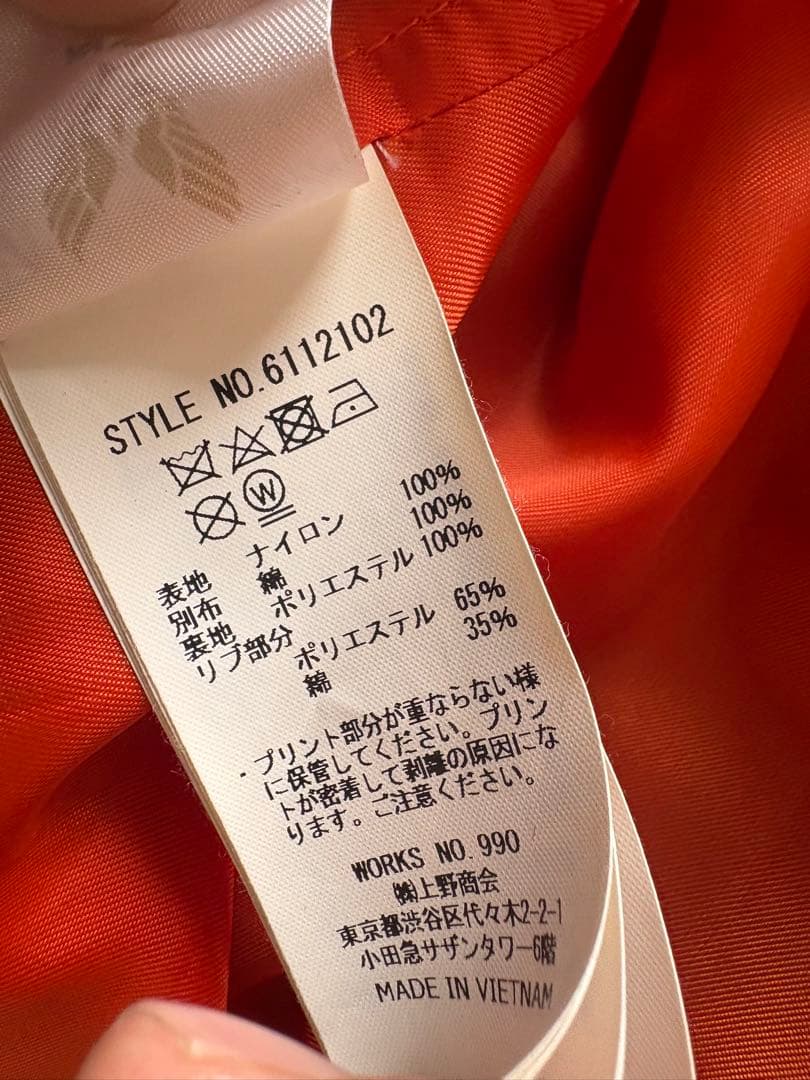 STYLE NO.6112102
W
表地 ナイロン 100%
別布 綿 100%
裏地 ポリエステル 100%
リブ部分
ポリエステル 65%
綿 35%
・プリント部分が重ならない様
に保管してください。プリン
トが密着して剥離の原因にな
ります。ご注意ください。
WORKS NO.990
㈱上野商会
東京都渋谷区代々木2-2-1
小田急サザンタワー6階
MADE IN VIETNAM